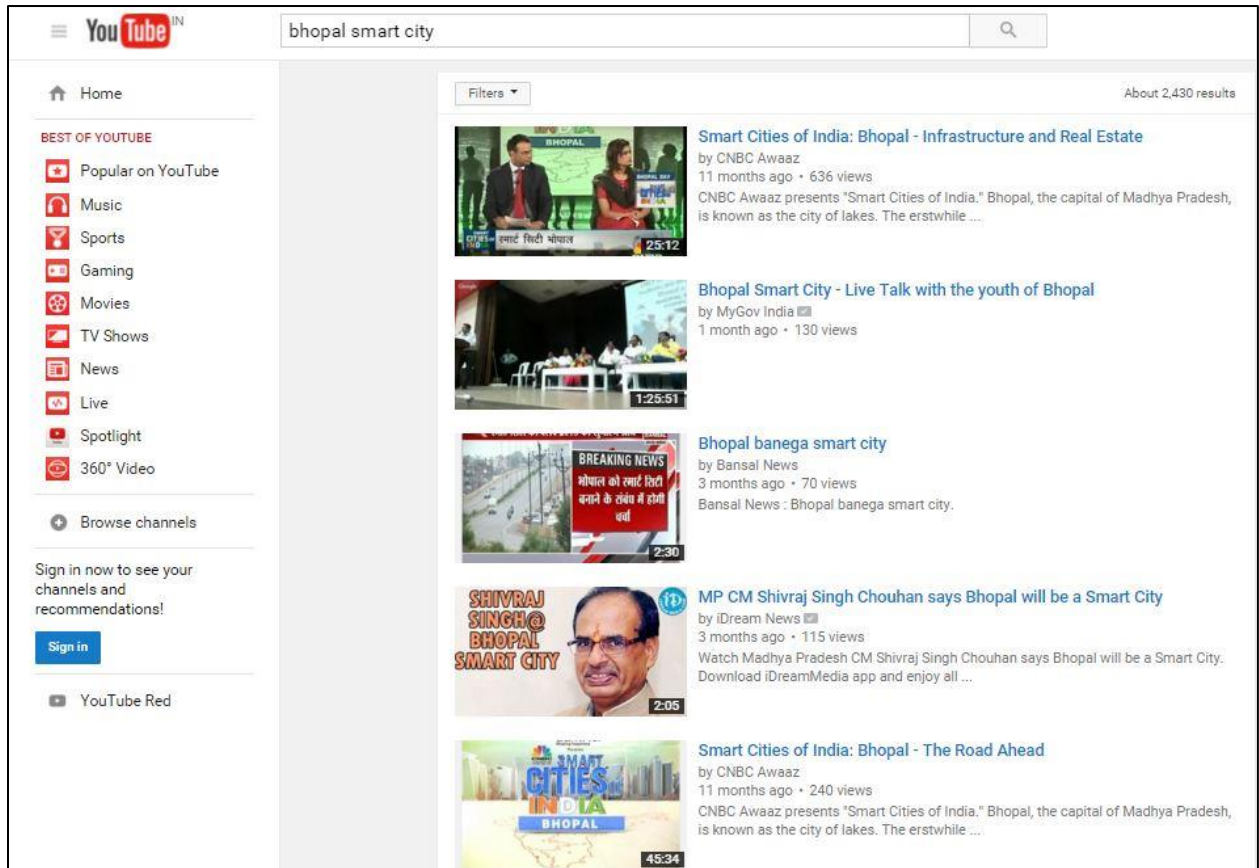 YouTube IN
bhopal smart city
Home
BEST OF YOUTUBE
Popular on YouTube
Music
Sports
Gaming
Movies
TV Shows
News
Live
Spotlight
360° Video
Browse channels
Sign in now to see your
channels and
recommendations!
Sign in
YouTube Red
Filters
About 2,430 results
INDIA
BHOPAL
BHOPAL DAY
CITIES
INDIA
CITIES
INDIA
स्मार्ट सिटी भोपाल
25:12
Smart Cities of India: Bhopal - Infrastructure and Real Estate
by CNBC Awaaz
11 months ago • 636 views
CNBC Awaaz presents "Smart Cities of India." Bhopal, the capital of Madhya Pradesh,
is known as the city of lakes. The erstwhile ...
Google
1:25:51
Bhopal Smart City - Live Talk with the youth of Bhopal
by MyGov India
1 month ago • 130 views
BREAKING NEWS
भोपाल को स्मार्ट सिटी
बनाने के संबंध में होगी
चर्चा
2:30
Bhopal banega smart city
by Bansal News
3 months ago • 70 views
Bansal News : Bhopal banega smart city.
SHIVRAJ
SINGH@
BHOPAL
SMART CITY
iD
2:05
MP CM Shivraj Singh Chouhan says Bhopal will be a Smart City
by iDream News
3 months ago • 115 views
Watch Madhya Pradesh CM Shivraj Singh Chouhan says Bhopal will be a Smart City.
Download iDreamMedia app and enjoy all ...
SMART
CITIES
INDIA
BHOPAL
45:34
Smart Cities of India: Bhopal - The Road Ahead
by CNBC Awaaz
11 months ago • 240 views
CNBC Awaaz presents "Smart Cities of India." Bhopal, the capital of Madhya Pradesh,
is known as the city of lakes. The erstwhile ...